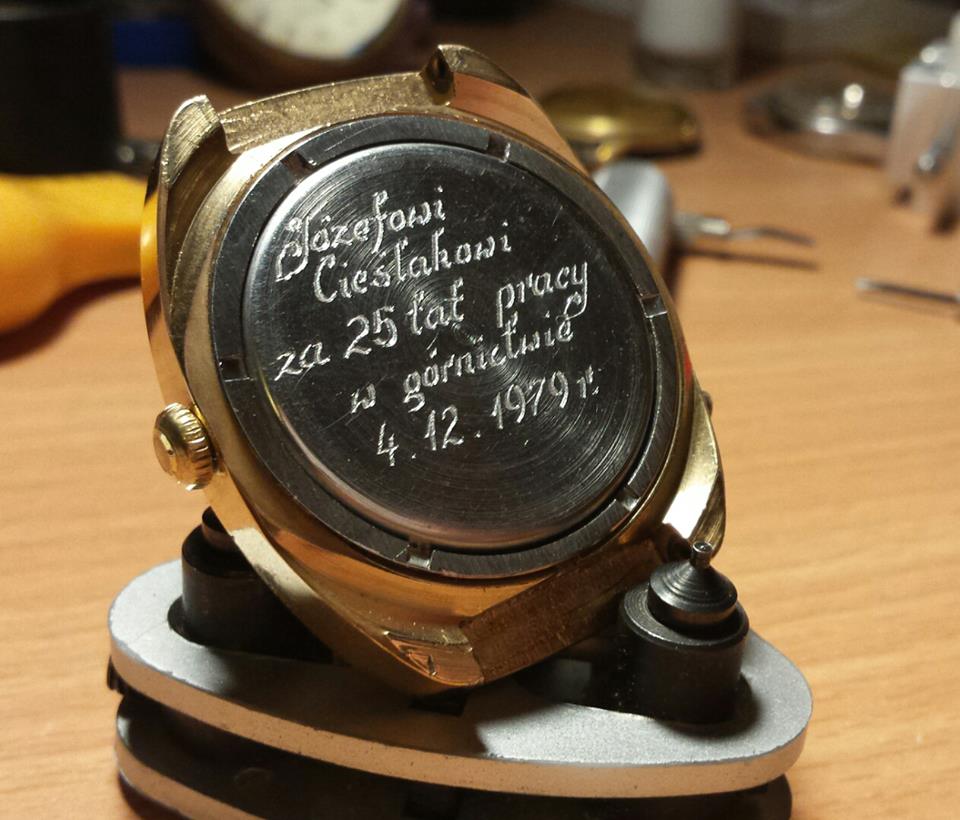 Józefowi
Cieślakowi
za 25 lat pracy
w górnictwie
4.12.1979 r.